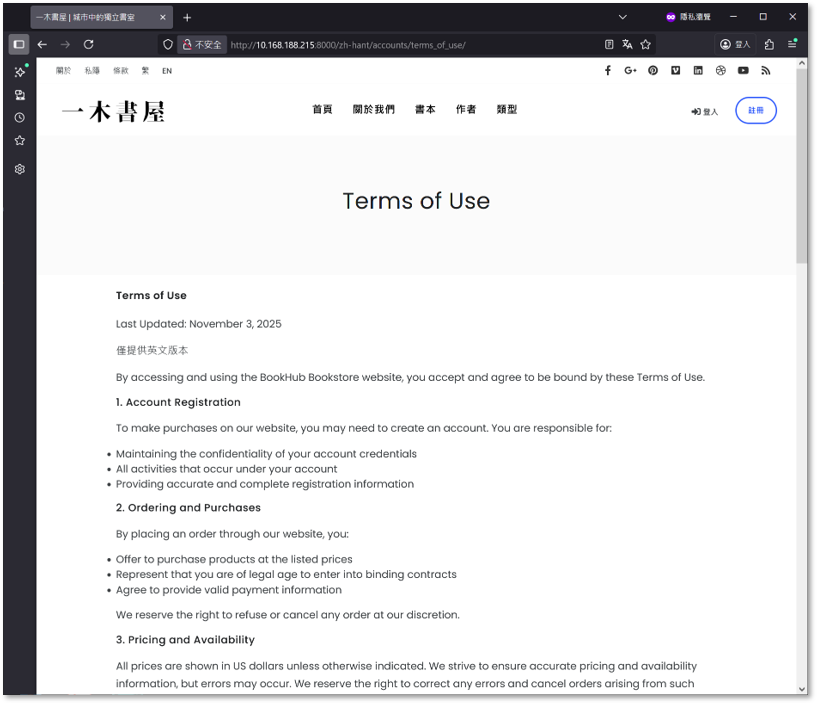 一木書屋 | 城市中的獨立書室
隱私瀏覽
不安全 http://10.168.188.215:8000/zh-hant/accounts/terms_of_use/
登入
關於 私隱 條款 繁 EN
一木書屋
首頁 關於我們 書本 作者 類型
登入 註冊
Terms of Use
Terms of Use
Last Updated: November 3, 2025
僅提供英文版本
By accessing and using the BookHub Bookstore website, you accept and agree to be bound by these Terms of Use.
1. Account Registration
To make purchases on our website, you may need to create an account. You are responsible for:
• Maintaining the confidentiality of your account credentials
• All activities that occur under your account
• Providing accurate and complete registration information
2. Ordering and Purchases
By placing an order through our website, you:
• Offer to purchase products at the listed prices
• Represent that you are of legal age to enter into binding contracts
• Agree to provide valid payment information
We reserve the right to refuse or cancel any order at our discretion.
3. Pricing and Availability
All prices are shown in US dollars unless otherwise indicated. We strive to ensure accurate pricing and availability
information, but errors may occur. We reserve the right to correct any errors and cancel orders arising from such